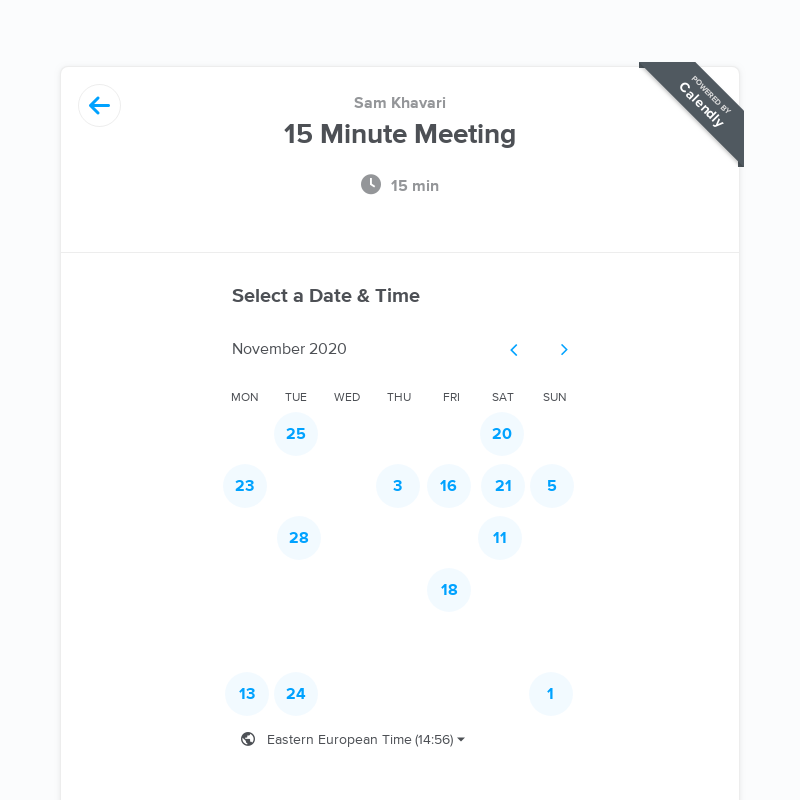 POWERED BY
Calendly
Sam Khavari
15 Minute Meeting
15 min
Select a Date & Time
November 2020
MON TUE WED THU FRI SAT SUN
25 20
23 3 16 21 5
28 11
18
13 24 1
Eastern European Time (14:56)